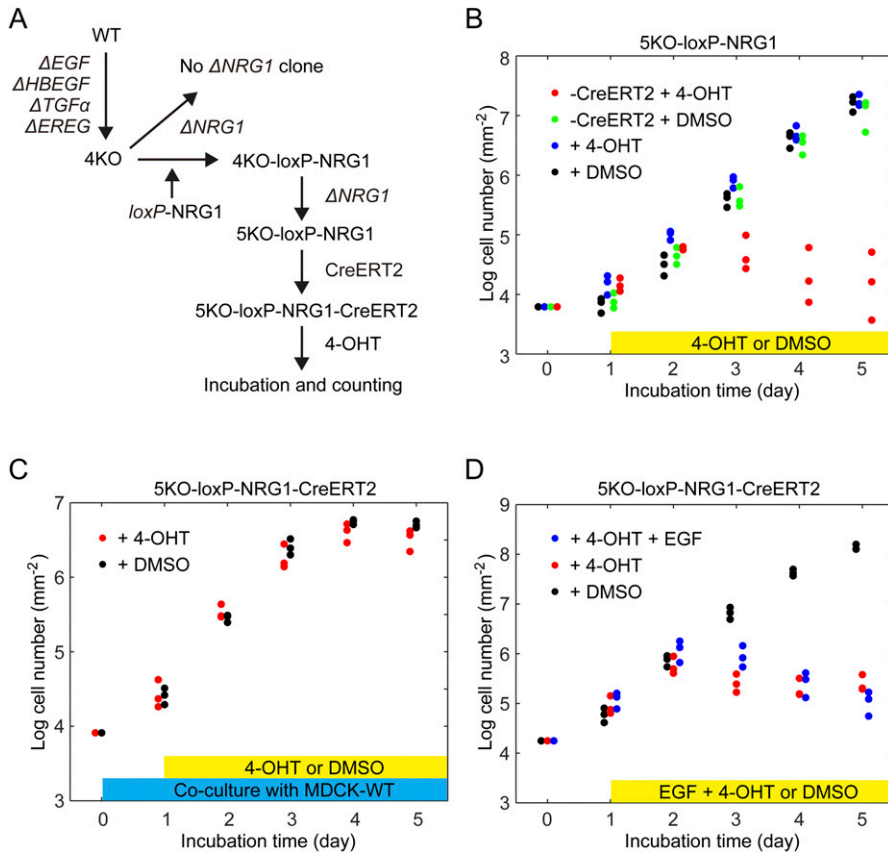 A
WT
ΔEGF
ΔHBEGF
ΔTGFα
ΔEREG
No ΔNRG1 clone
ΔNRG1
4KO
4KO-loxP-NRG1
loxP-NRG1
ΔNRG1
5KO-loxP-NRG1
CreERT2
5KO-loxP-NRG1-CreERT2
4-OHT
Incubation and counting
B
5KO-loxP-NRG1
8
7
6
5
4
3
Log cell number (mm⁻²)
-CreERT2 + 4-OHT
-CreERT2 + DMSO
+ 4-OHT
+ DMSO
4-OHT or DMSO
0 1 2 3 4 5
Incubation time (day)
C
5KO-loxP-NRG1-CreERT2
7
6
5
4
3
Log cell number (mm⁻²)
+ 4-OHT
+ DMSO
4-OHT or DMSO
Co-culture with MDCK-WT
0 1 2 3 4 5
Incubation time (day)
D
5KO-loxP-NRG1-CreERT2
9
8
7
6
5
4
3
Log cell number (mm⁻²)
+ 4-OHT + EGF
+ 4-OHT
+ DMSO
EGF + 4-OHT or DMSO
0 1 2 3 4 5
Incubation time (day)